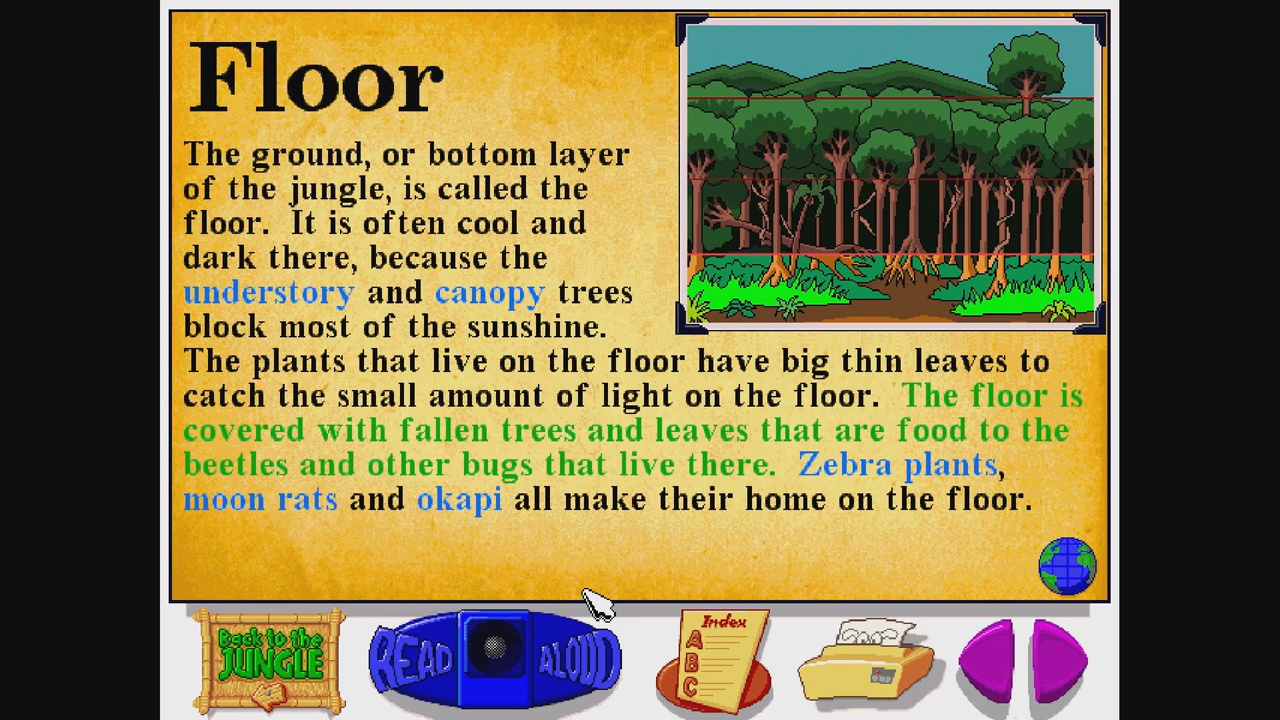 Floor
The ground, or bottom layer
of the jungle, is called the
floor.  It is often cool and
dark there, because the
understory and canopy trees
block most of the sunshine.
The plants that live on the floor have big thin leaves to
catch the small amount of light on the floor.  The floor is
covered with fallen trees and leaves that are food to the
beetles and other bugs that live there.  Zebra plants,
moon rats and okapi all make their home on the floor.
Back to the
JUNGLE
READ ALOUD
Index
A
B
C